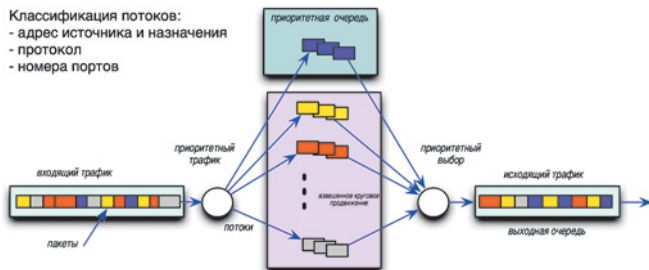 Классификация потоков:
- адрес источника и назначения
- протокол
- номера портов
приоритетная очередь
приоритетный
трафик
приоритетный
выбор
входящий трафик
исходящий трафик
взвешенное круговое
продвижение
потоки
пакеты
выходная очередь